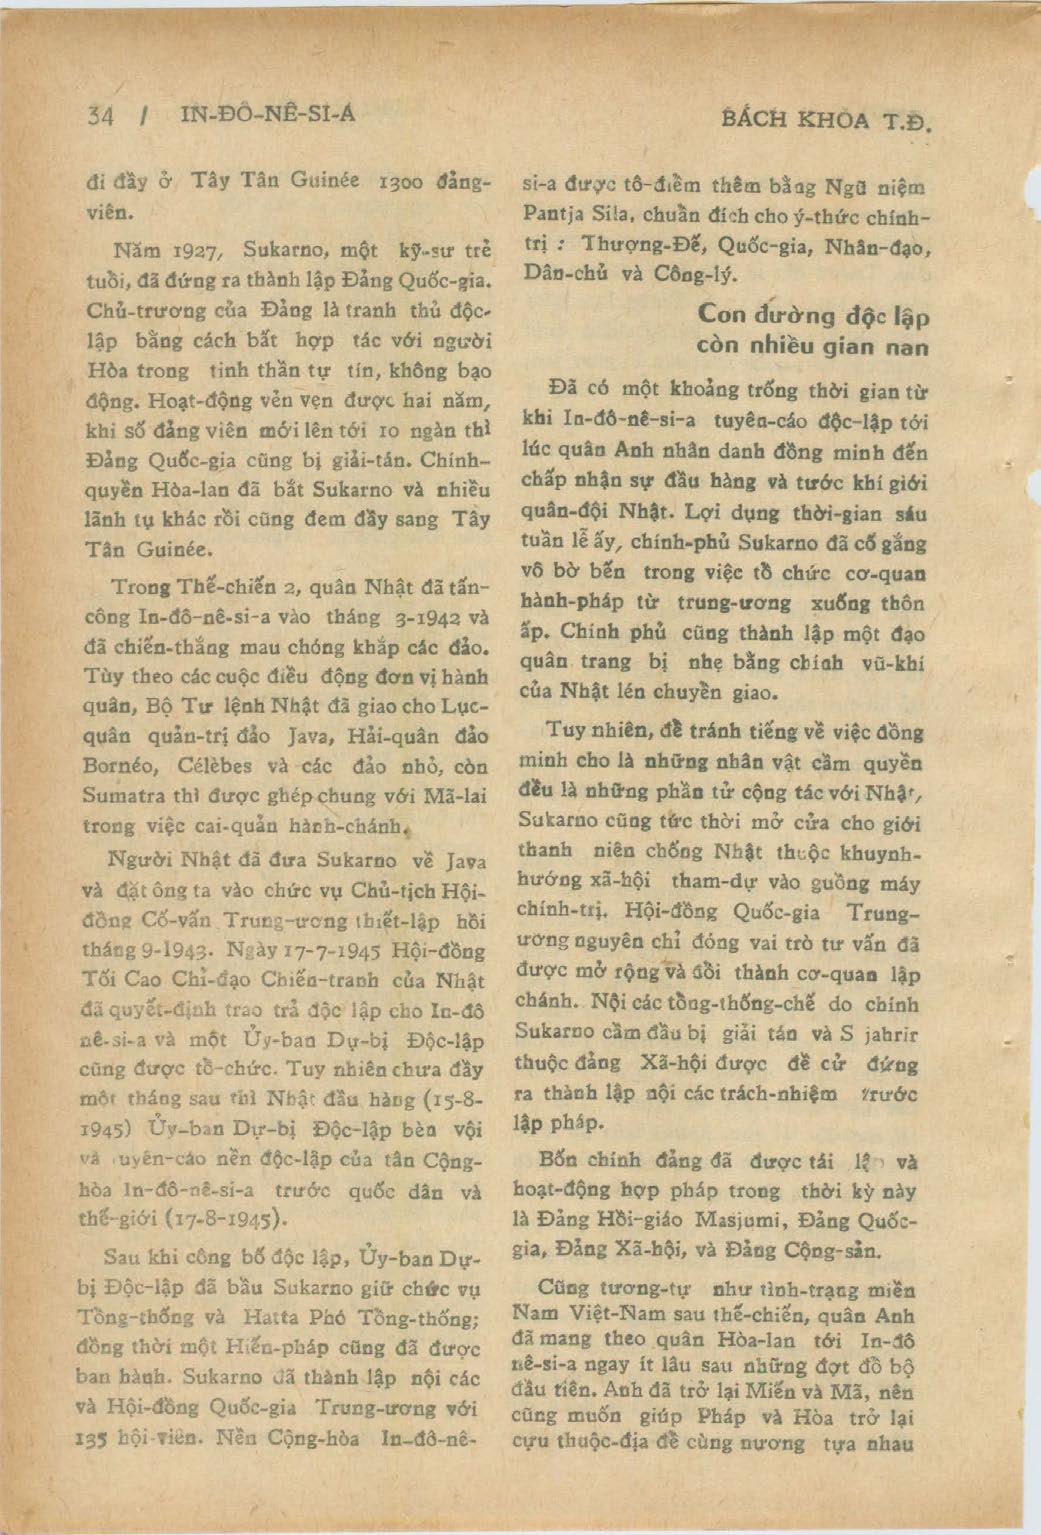 34 / IN-ĐÔ-NÊ-SI-A
BÁCH KHOA T.Đ.
đi đầy ở Tây Tân Guinée 1300 đảng-
viên.
Năm 1927, Sukarno, một kỹ-sư trẻ
tuổi, đã đứng ra thành lập Đảng Quốc-gia.
Chủ-trương của Đảng là tranh thủ độc-
lập bằng cách bất hợp tác với người
Hòa trong tinh thần tự tín, không bạo
động. Hoạt-động vẻn vẹn được hai năm,
khi số đảng viên mới lên tới 10 ngàn thì
Đảng Quốc-gia cũng bị giải-tán. Chính-
quyền Hòa-lan đã bắt Sukarno và nhiều
lãnh tụ khác rồi cũng đem đầy sang Tây
Tân Guinée.
Trong Thế-chiến 2, quân Nhật đã tấn-
công In-đô-nê-si-a vào tháng 3-1942 và
đã chiến-thắng mau chóng khắp các đảo.
Tùy theo các cuộc điều động đơn vị hành
quân, Bộ Tư lệnh Nhật đã giao cho Lục-
quân quản-trị đảo Java, Hải-quân đảo
Bornéo, Célèbes và các đảo nhỏ, còn
Sumatra thì được ghép chung với Mã-lai
trong việc cai-quản hành-chánh.
Người Nhật đã đưa Sukarno về Java
và đặt ông ta vào chức vụ Chủ-tịch Hội-
đồng Cố-vấn Trung-ương thiết-lập hồi
tháng 9-1943. Ngày 17-7-1945 Hội-đồng
Tối Cao Chỉ-đạo Chiến-tranh của Nhật
đã quyết-định trao trả độc lập cho In-đô
nê-si-a và một Ủy-ban Dự-bị Độc-lập
cũng được tổ-chức. Tuy nhiên chưa đầy
một tháng sau thì Nhật đầu hàng (15-8-
1945) Ủy-ban Dự-bị Độc-lập bèn vội
vã tuyên-cáo nền độc-lập của tân Cộng-
hòa In-đô-nê-si-a trước quốc dân và
thế-giới (17-8-1945).
Sau khi công bố độc lập, Ủy-ban Dự-
bị Độc-lập đã bầu Sukarno giữ chức vụ
Tổng-thống và Hatta Phó Tổng-thống;
đồng thời một Hiến-pháp cũng đã được
ban hành. Sukarno đã thành lập nội các
và Hội-đồng Quốc-gia Trung-ương với
135 hội-viên. Nền Cộng-hòa In-đô-nê-
si-a được tô-điểm thêm bằng Ngũ niệm
Pantja Sila, chuẩn đích cho ý-thức chính-
trị : Thượng-Đế, Quốc-gia, Nhân-đạo,
Dân-chủ và Công-lý.
Con đường độc lập
còn nhiều gian nan
Đã có một khoảng trống thời gian từ
khi In-đô-nê-si-a tuyên-cáo độc-lập tới
lúc quân Anh nhân danh đồng minh đến
chấp nhận sự đầu hàng và tước khí giới
quân-đội Nhật. Lợi dụng thời-gian sáu
tuần lễ ấy, chính-phủ Sukarno đã cố gắng
vô bờ bến trong việc tổ chức cơ-quan
hành-pháp từ trung-ương xuống thôn
ấp. Chính phủ cũng thành lập một đạo
quân trang bị nhẹ bằng chính vũ-khí
của Nhật lén chuyển giao.
Tuy nhiên, để tránh tiếng về việc đồng
minh cho là những nhân vật cầm quyền
đều là những phần tử cộng tác với Nhật,
Sukarno cũng tức thời mở cửa cho giới
thanh niên chống Nhật thuộc khuynh-
hướng xã-hội tham-dự vào guồng máy
chính-trị. Hội-đồng Quốc-gia Trung-
ương nguyên chỉ đóng vai trò tư vấn đã
được mở rộng và đổi thành cơ-quan lập
chánh. Nội các tổng-thống-chế do chính
Sukarno cầm đầu bị giải tán và S jahrir
thuộc đảng Xã-hội được đề cử đứng
ra thành lập nội các trách-nhiệm trước
lập pháp.
Bốn chính đảng đã được tái lập và
hoạt-động hợp pháp trong thời kỳ này
là Đảng Hồi-giáo Masjumi, Đảng Quốc-
gia, Đảng Xã-hội, và Đảng Cộng-sản.
Cũng tương-tự như tình-trạng miền
Nam Việt-Nam sau thế-chiến, quân Anh
đã mang theo quân Hòa-lan tới In-đô
nê-si-a ngay ít lâu sau những đợt đổ bộ
đầu tiên. Anh đã trở lại Miến và Mã, nên
cũng muốn giúp Pháp và Hòa trở lại
cựu thuộc-địa để cùng nương tựa nhau